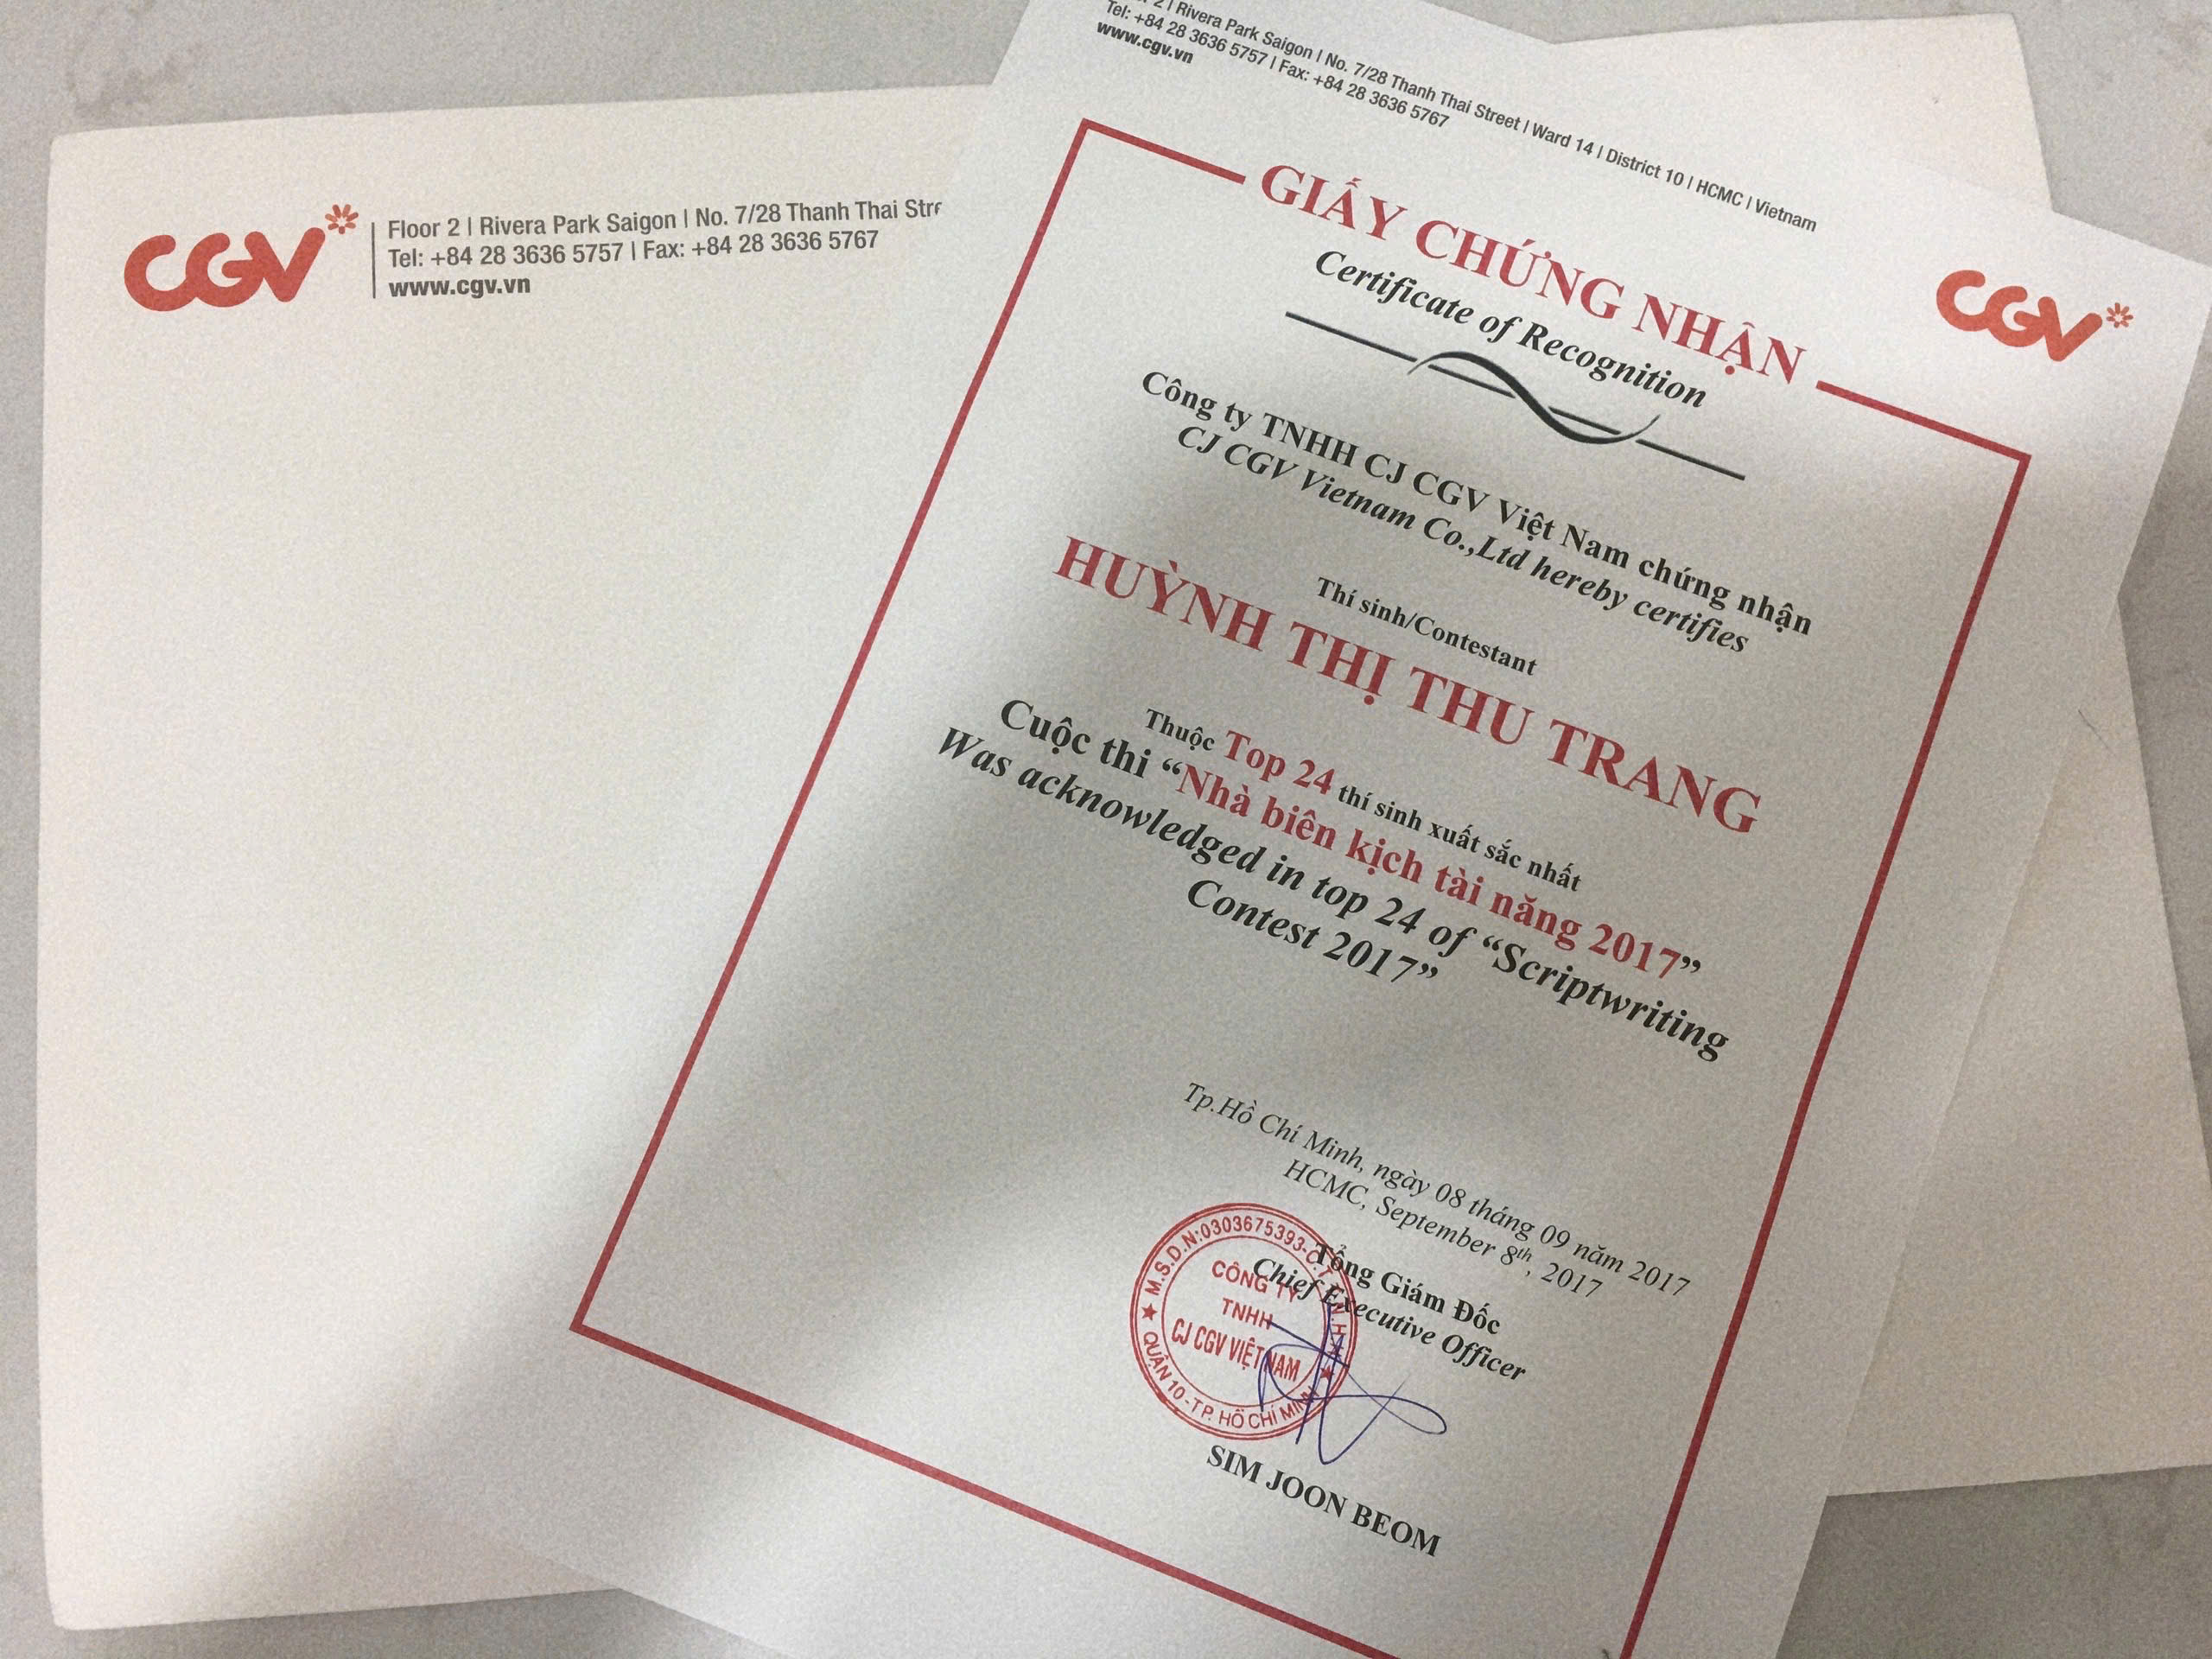 CGV
Floor 2 | Rivera Park Saigon | No. 7/28 Thanh Thai
Tel: +84 28 3636 5757 | Fax: +84 28 3636 5767
www.cgv.vn
2 | Rivera Park Saigon | No. 7/28 Thanh Thai Street | Ward 14 | District 10 | HCMC | Vietnam
Tel: +84 28 3636 5757 | Fax: +84 28 3636 5767
www.cgv.vn
CGV
GIẤY CHỨNG NHẬN
Certificate of Recognition
Công ty TNHH CJ CGV Việt Nam chứng nhận
CJ CGV Vietnam Co.,Ltd hereby certifies
Thí sinh/Contestant
HUỲNH THỊ THU TRANG
Thuộc Top 24 thí sinh xuất sắc nhất
Cuộc thi “Nhà biên kịch tài năng 2017”
Was acknowledged in top 24 of “Scriptwriting
Contest 2017”
Tp.Hồ Chí Minh, ngày 08 tháng 09 năm 2017
HCMC, September 8th, 2017
Tổng Giám Đốc
Chief Executive Officer
M.S.D.N:0303675393-C.T.T.N.H.H
CÔNG TY
TNHH
CJ CGV VIỆT NAM
QUẬN 10 - TP. HỒ CHÍ MINH
SIM JOON BEOM